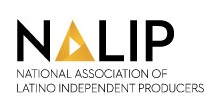 NALIP
NATIONAL ASSOCIATION OF
LATINO INDEPENDENT PRODUCERS